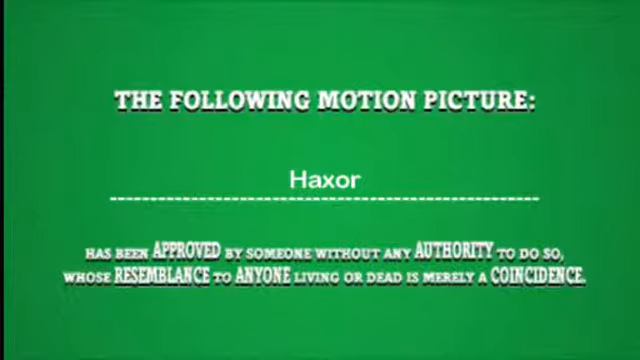 THE FOLLOWING MOTION PICTURE:
Haxor
HAS BEEN APPROVED BY SOMEONE WITHOUT ANY AUTHORITY TO DO SO,
WHOSE RESEMBLANCE TO ANYONE LIVING OR DEAD IS MERELY A COINCIDENCE.